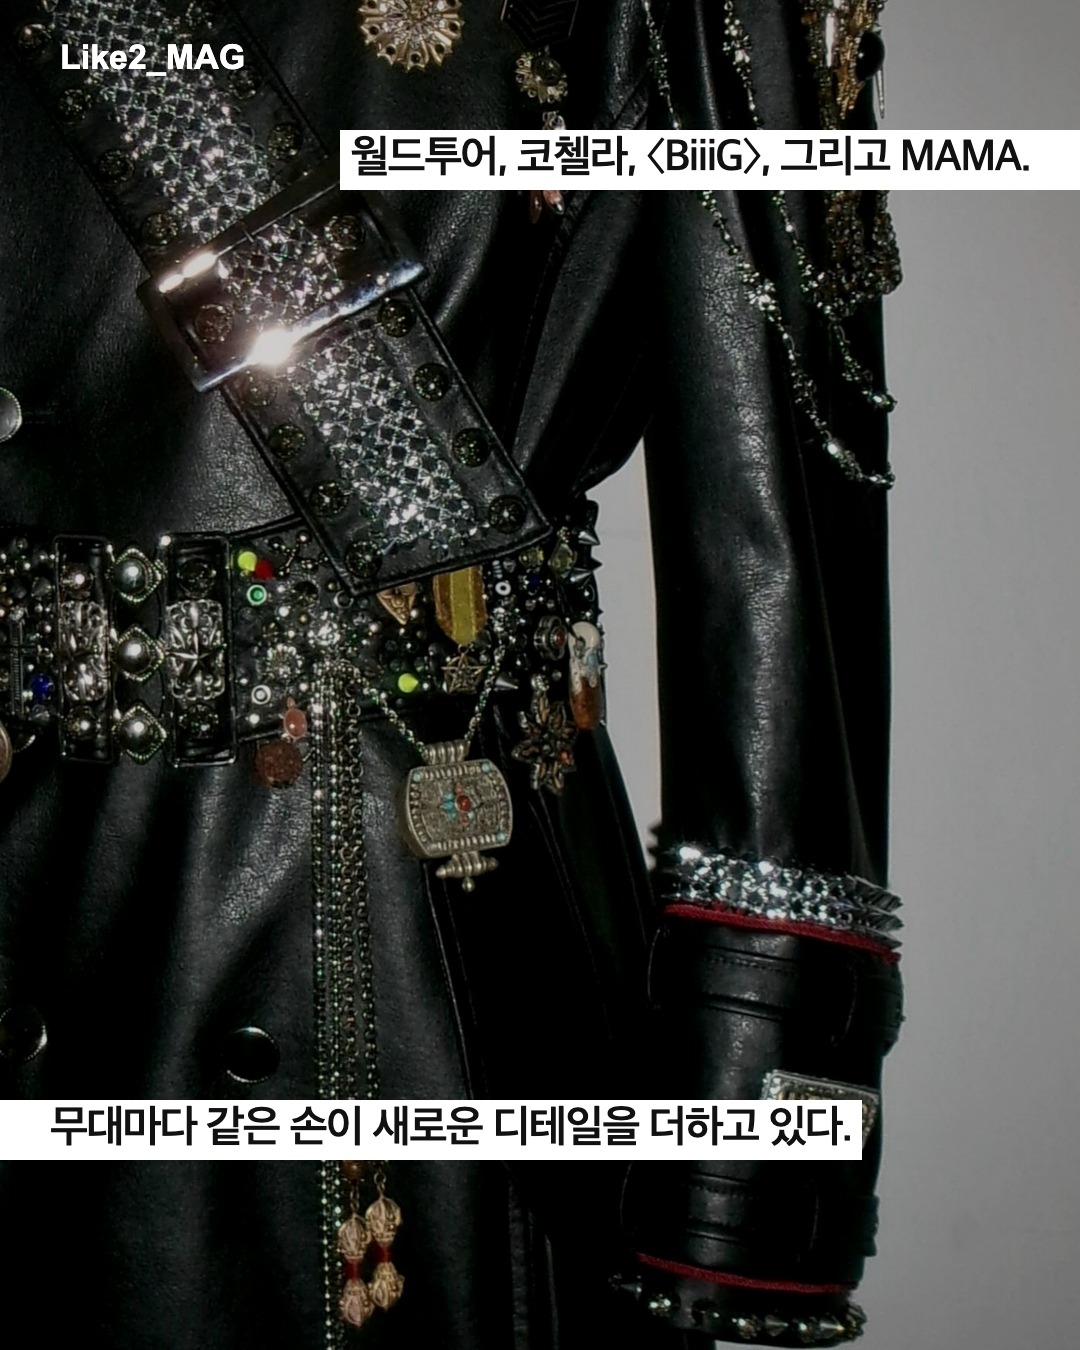 Like2_MAG
월드투어, 코첼라, <BiiiG>, 그리고 MAMA.
무대마다 같은 손이 새로운 디테일을 더하고 있다.